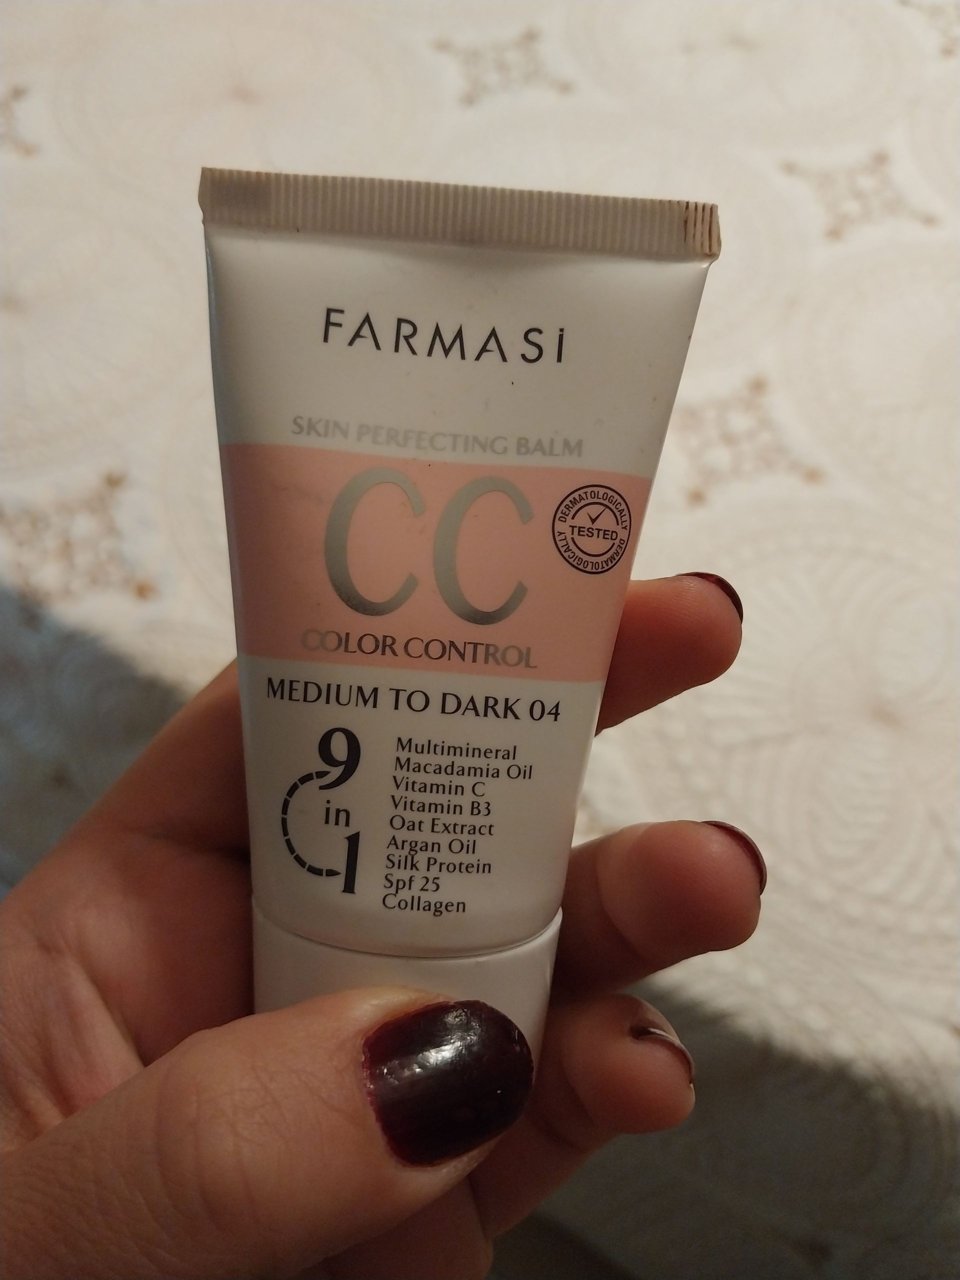 FARMASİ
SKIN PERFECTING BALM
CC
DERMATOLOGICALLY
TESTED
DERMATOLOGICALLY
COLOR CONTROL
MEDIUM TO DARK 04
9
in
1
Multimineral
Macadamia Oil
Vitamin C
Vitamin B3
Oat Extract
Argan Oil
Silk Protein
Spf 25
Collagen